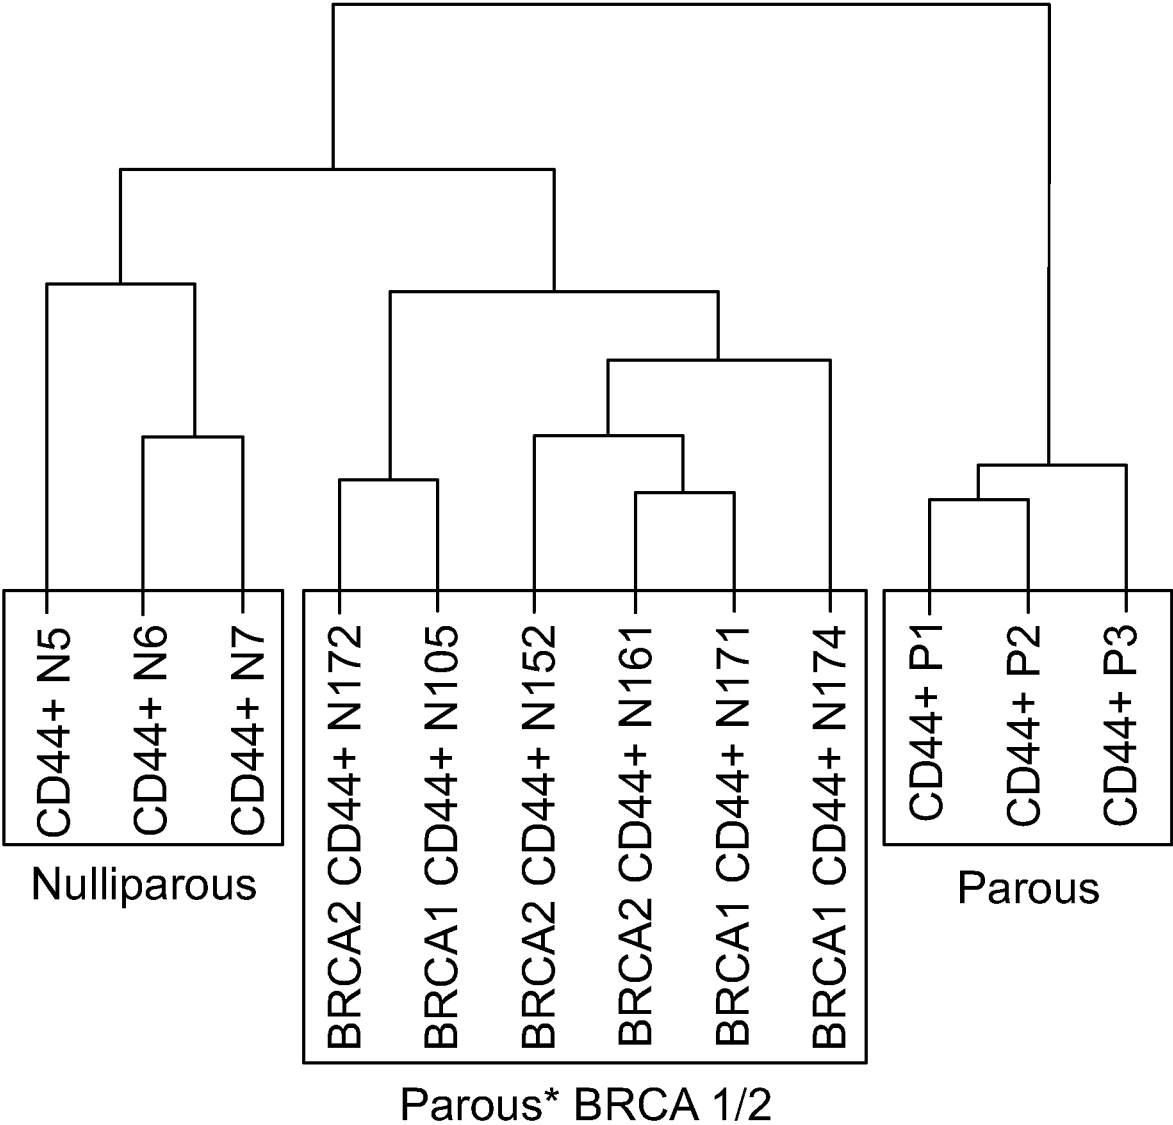 CD44+ N5
CD44+ N6
CD44+ N7
BRCA2 CD44+ N172
BRCA1 CD44+ N105
BRCA2 CD44+ N152
BRCA2 CD44+ N161
BRCA1 CD44+ N171
BRCA1 CD44+ N174
CD44+ P1
CD44+ P2
CD44+ P3
Nulliparous
Parous
Parous* BRCA 1/2